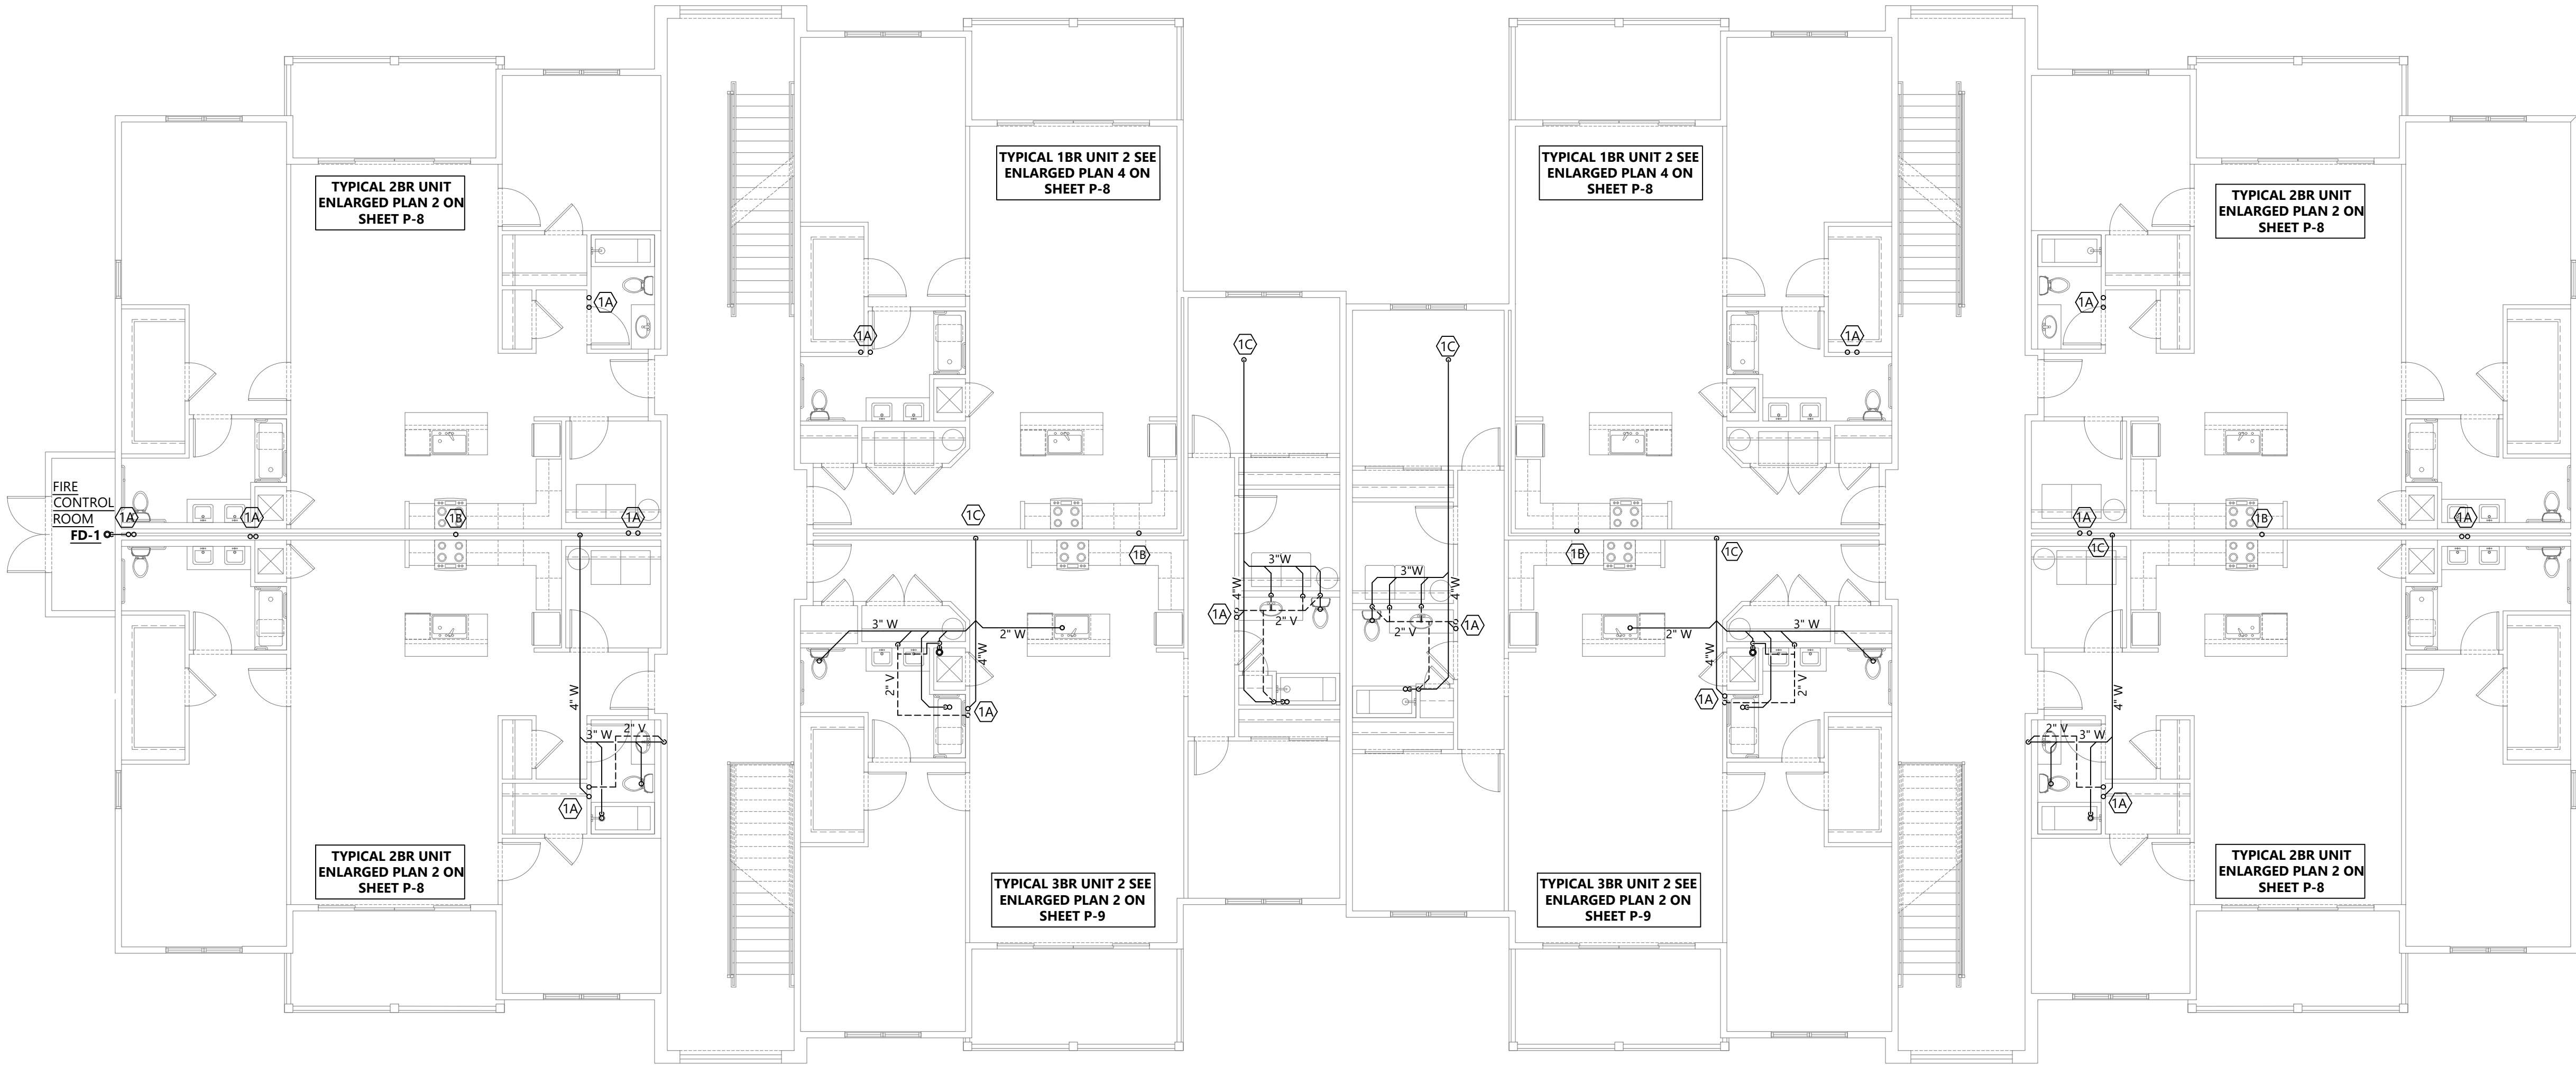 TYPICAL 2BR UNIT
ENLARGED PLAN 2 ON
SHEET P-8
TYPICAL 1BR UNIT 2 SEE
ENLARGED PLAN 4 ON
SHEET P-8
TYPICAL 1BR UNIT 2 SEE
ENLARGED PLAN 4 ON
SHEET P-8
TYPICAL 2BR UNIT
ENLARGED PLAN 2 ON
SHEET P-8
1A
1A
1A
1A
1C
1C
FIRE
CONTROL
ROOM
FD-1
1A
1A
1B
1A
1C
1B
1B
1C
1A
1C
1B
1A
3"W
4"W
1A
2" V
3"W
4"W
1A
2" V
3" W
2" W
4"W
2" V
1A
2" W
3" W
4"W
2" V
1A
4" W
2" V
3" W
1A
4" W
2" V
3" W
1A
TYPICAL 2BR UNIT
ENLARGED PLAN 2 ON
SHEET P-8
TYPICAL 3BR UNIT 2 SEE
ENLARGED PLAN 2 ON
SHEET P-9
TYPICAL 3BR UNIT 2 SEE
ENLARGED PLAN 2 ON
SHEET P-9
TYPICAL 2BR UNIT
ENLARGED PLAN 2 ON
SHEET P-8